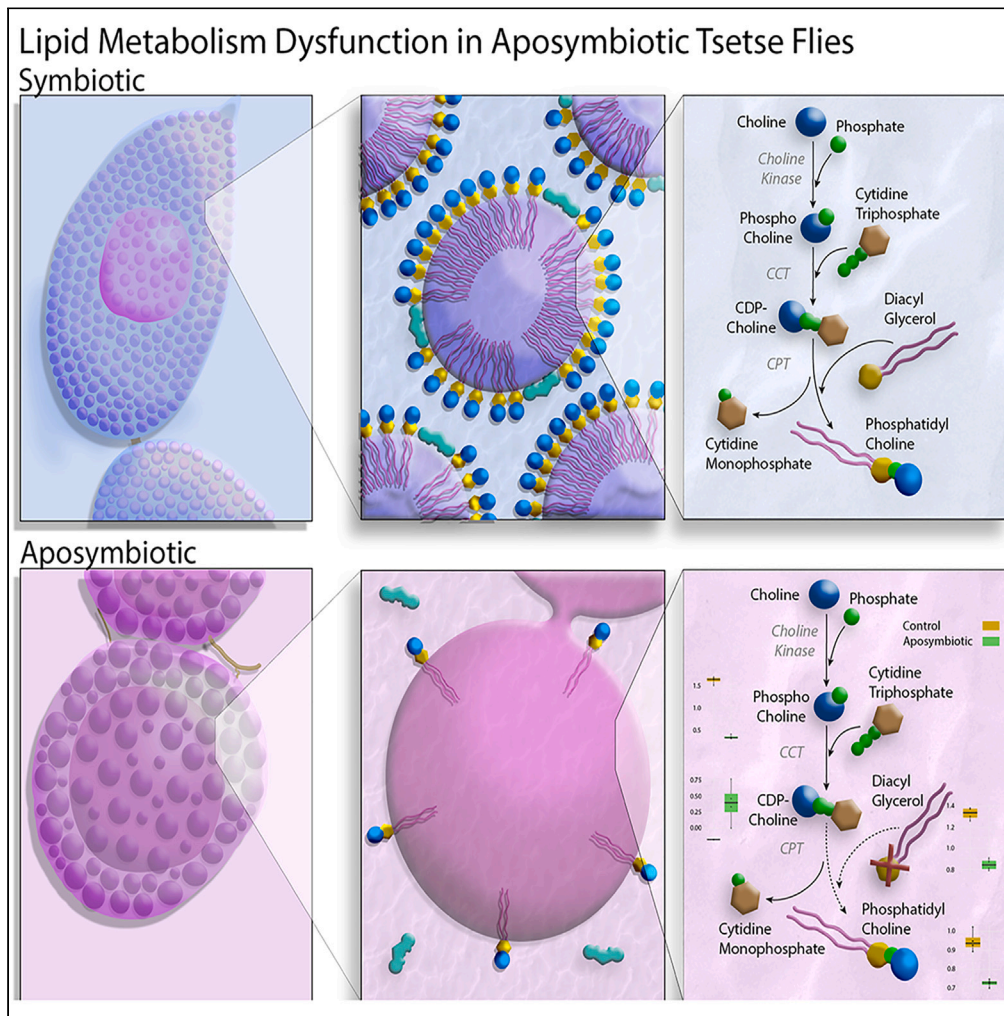 Lipid Metabolism Dysfunction in Aposymbiotic Tsetse Flies
Symbiotic
Choline
Phosphate
Choline
Kinase
Cytidine
Triphosphate
Phospho
Choline
CCT
CDP-
Choline
Diacyl
Glycerol
CPT
Cytidine
Monophosphate
Phosphatidyl
Choline
Aposymbiotic
Choline
Phosphate
Control
Aposymbiotic
Choline
Kinase
Cytidine
Triphosphate
1.5
1.0
0.5
Phospho
Choline
CCT
0.75
0.50
0.25
0.00
CDP-
Choline
Diacyl
Glycerol
1.4
1.2
1.0
0.8
CPT
Cytidine
Monophosphate
Phosphatidyl
Choline
1.0
0.9
0.8
0.7